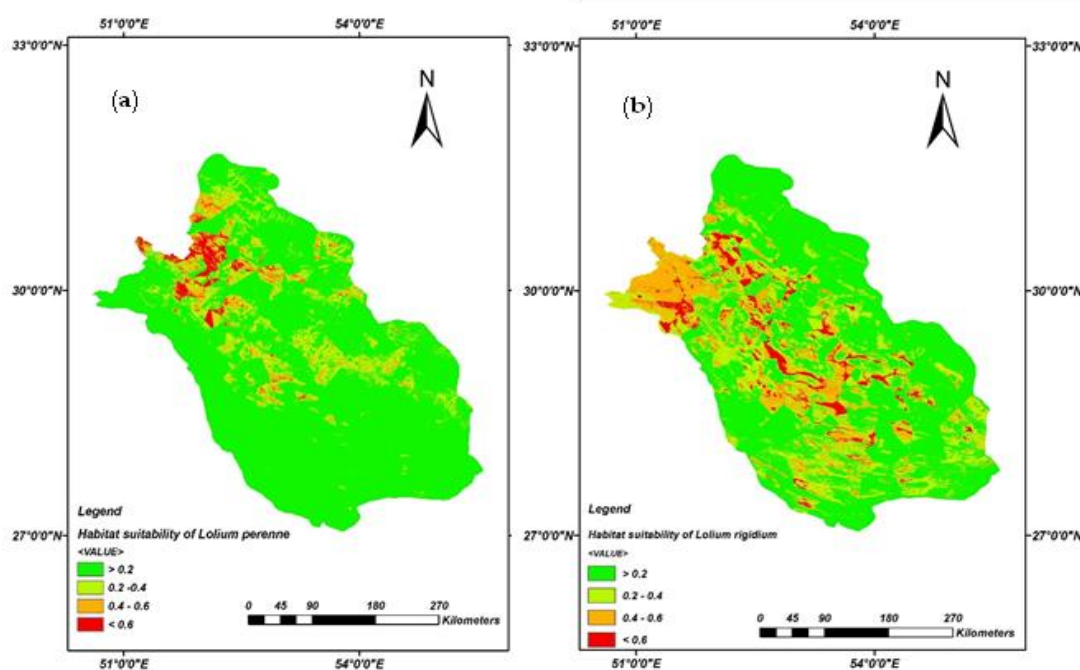 51°0'0"E 54°0'0"E
33°0'0"N
(a)
N
30°0'0"N
27°0'0"N
Legend
Habitat suitability of Lolium perenne
<VALUE>
> 0.2
0.2 -0.4
0.4 - 0.6
< 0.6
0 45 90 180 270
Kilometers
51°0'0"E 54°0'0"E
51°0'0"E 54°0'0"E
33°0'0"N
(b)
N
30°0'0"N 30°0'0"N
27°0'0"N
Legend
Habitat suitability of Lolium rigidium
<VALUE>
> 0.2
0.2 - 0.4
0.4 - 0.6
< 0.6
0 45 90 180 270
Kilometers
27°0'0"N
51°0'0"E 54°0'0"E